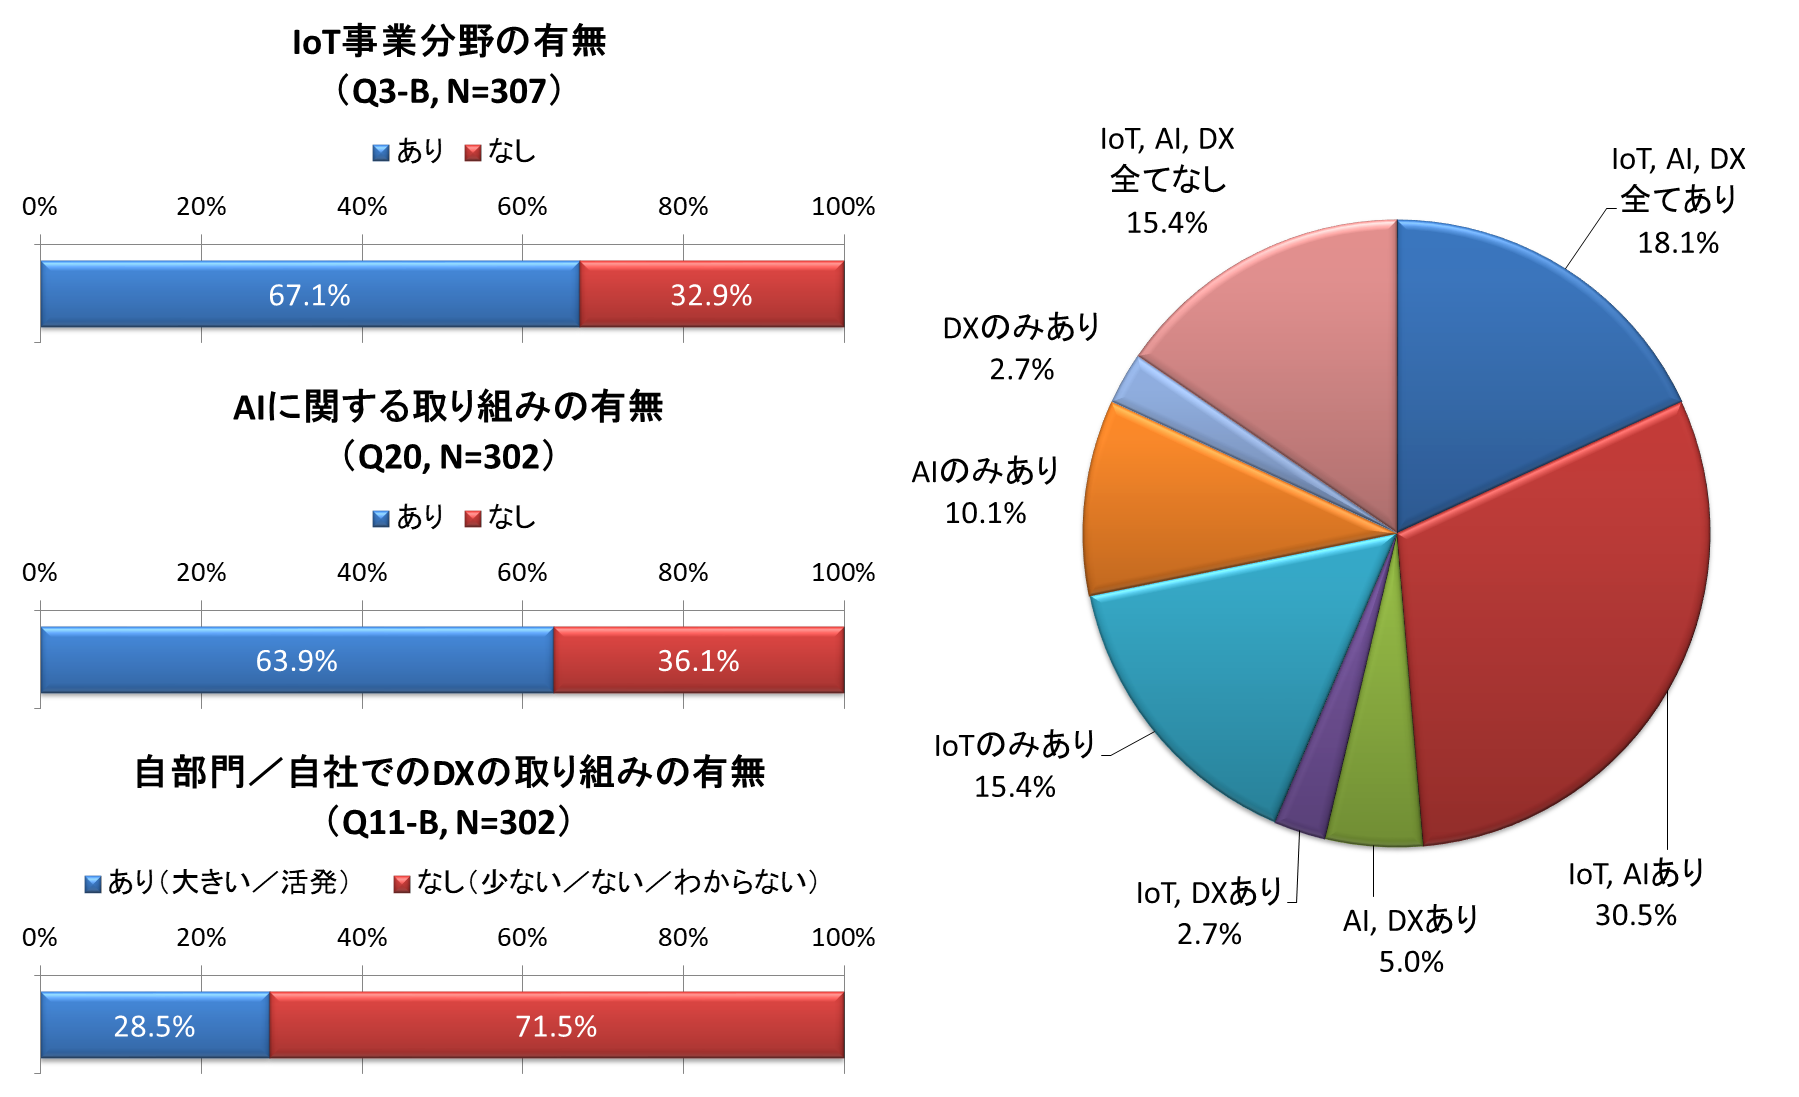 IoT事業分野の有無
（Q3-B, N=307）
あり なし
0% 20% 40% 60% 80% 100%
67.1% 32.9%
AIに関する取り組みの有無
（Q20, N=302）
あり なし
0% 20% 40% 60% 80% 100%
63.9% 36.1%
自部門／自社でのDXの取り組みの有無
（Q11-B, N=302）
あり（大きい／活発） なし（少ない／ない／わからない）
0% 20% 40% 60% 80% 100%
28.5% 71.5%
IoT, AI, DX
全てあり
18.1%
IoT, AIあり
30.5%
AI, DXあり
5.0%
IoT, DXあり
2.7%
IoTのみあり
15.4%
AIのみあり
10.1%
DXのみあり
2.7%
IoT, AI, DX
全てなし
15.4%